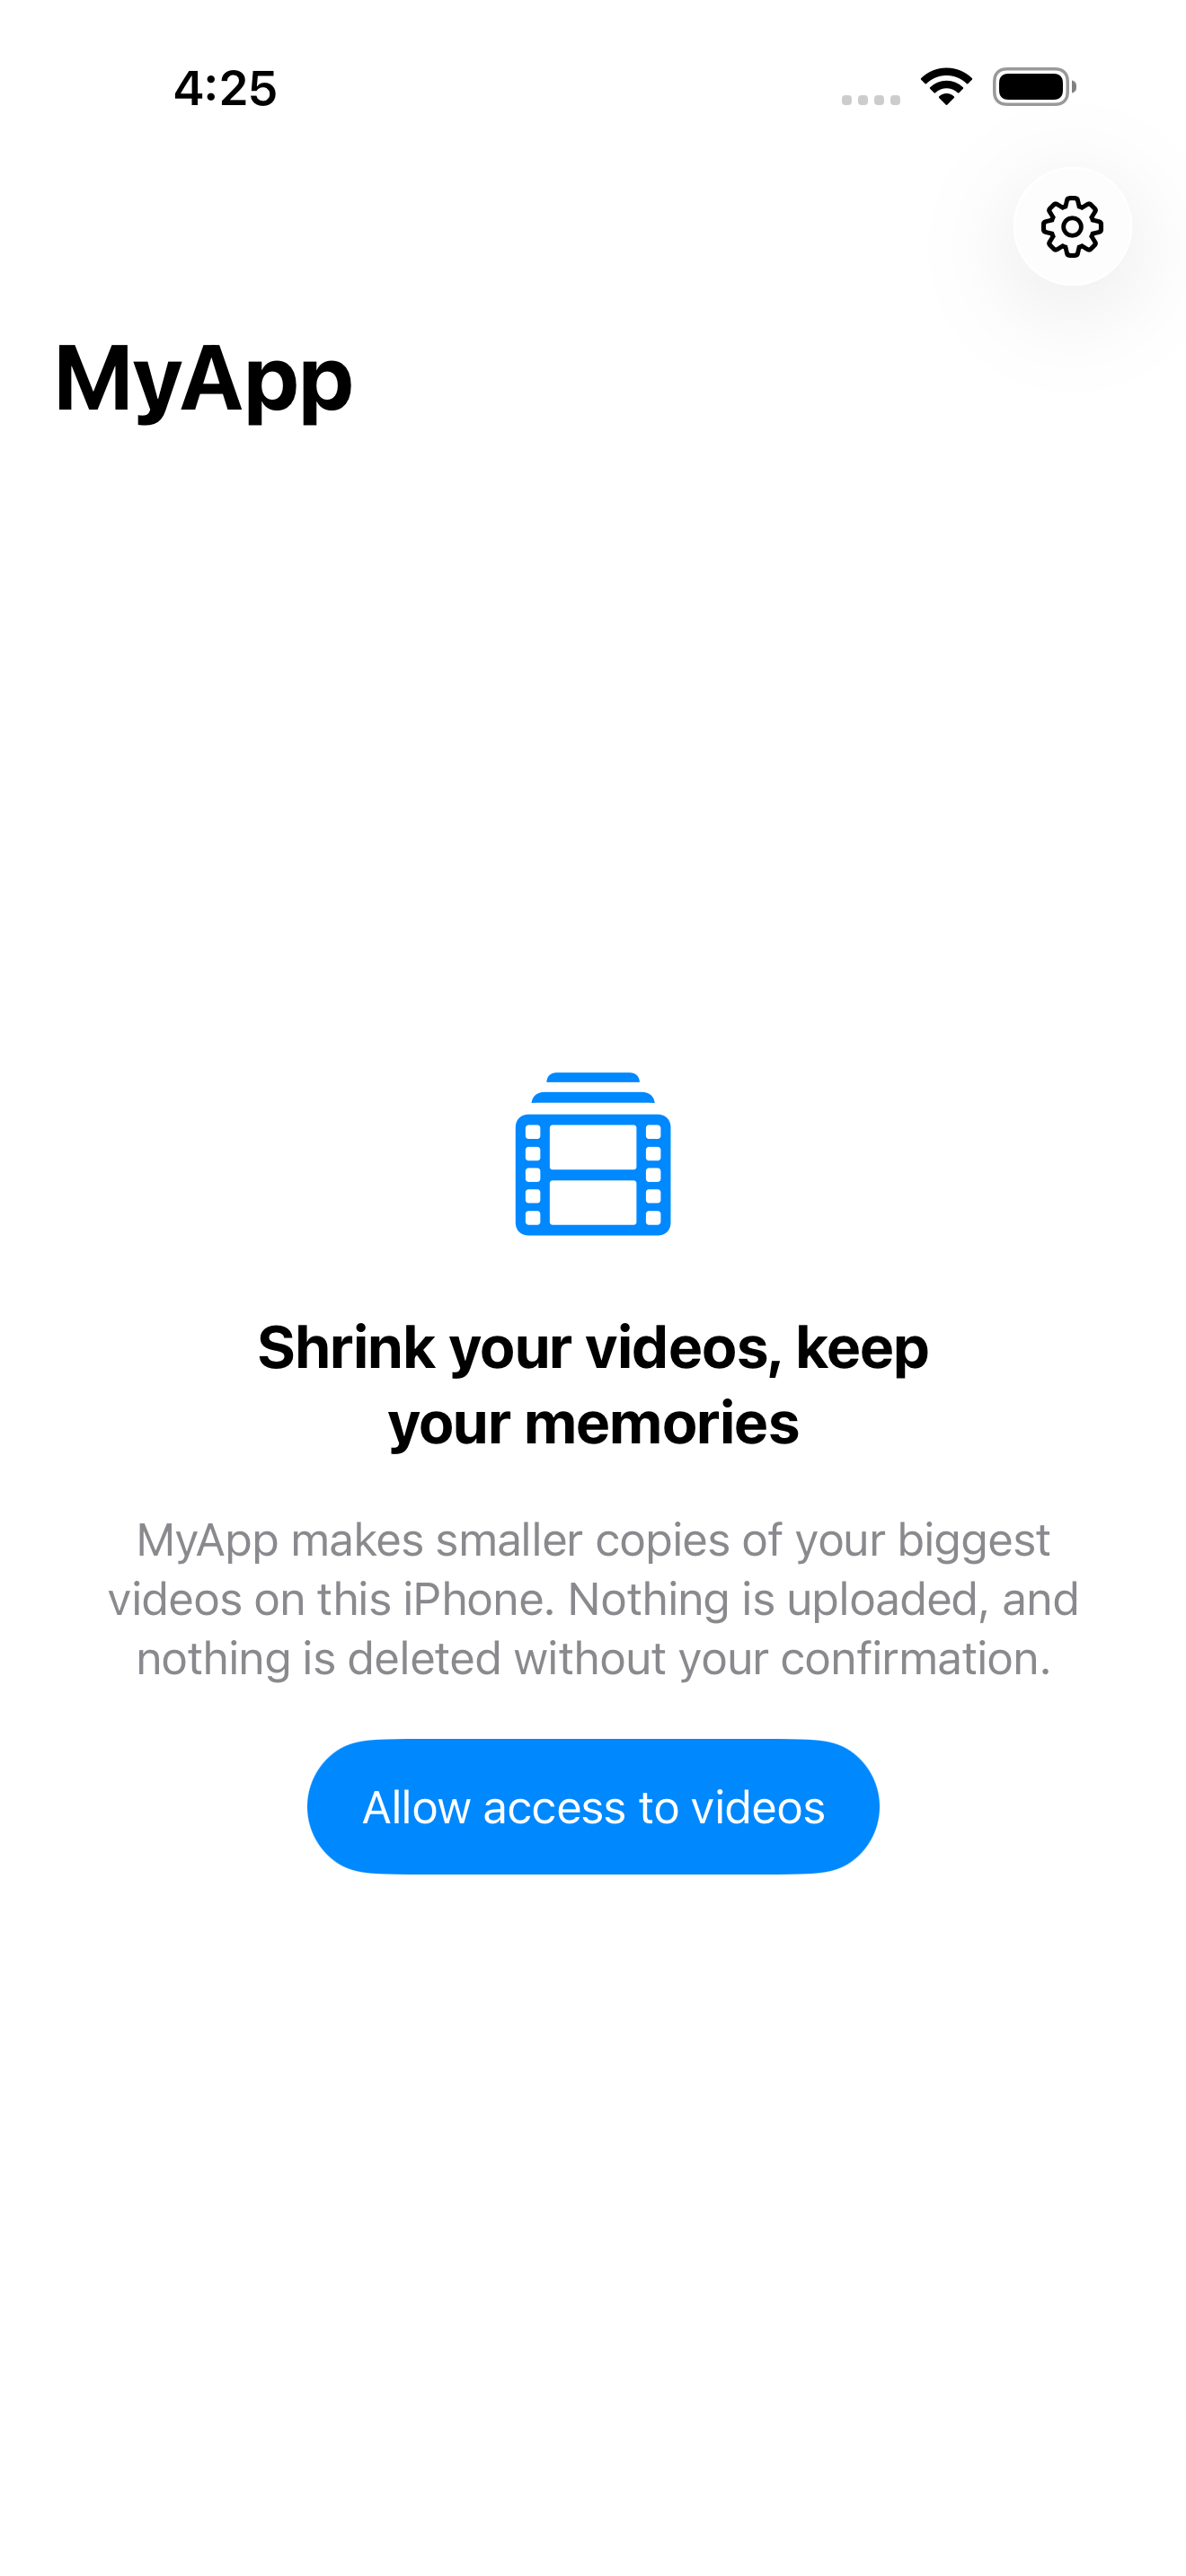 4:25
MyApp
Shrink your videos, keep
your memories
MyApp makes smaller copies of your biggest
videos on this iPhone. Nothing is uploaded, and
nothing is deleted without your confirmation.
Allow access to videos